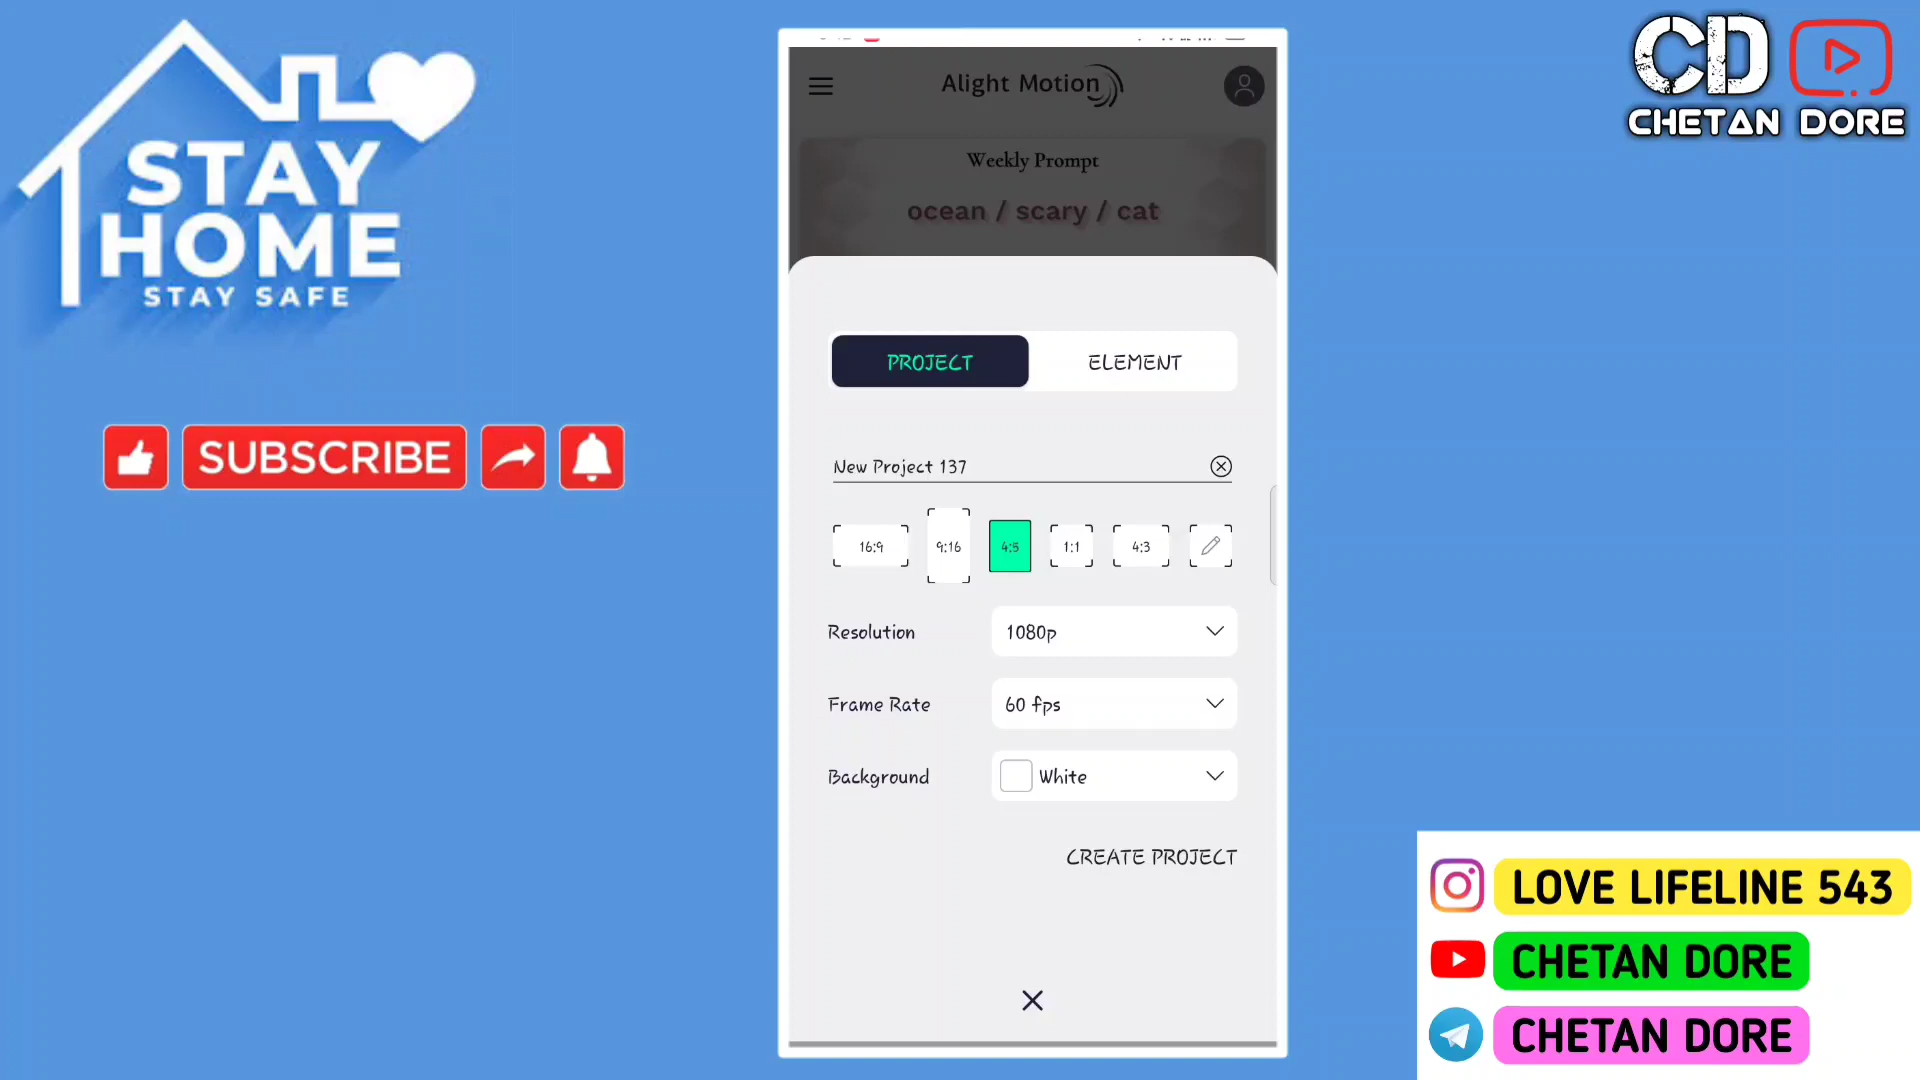 STAY
HOME
STAY SAFE
SUBSCRIBE
Alight Motion
Weekly Prompt
ocean / scary / cat
PROJECT
ELEMENT
New Project 137
16:9
9:16
4:5
1:1
4:3
Resolution
1080p
Frame Rate
60 fps
Background
White
CREATE PROJECT
CD
CHETAN DORE
LOVE LIFELINE 543
CHETAN DORE
CHETAN DORE